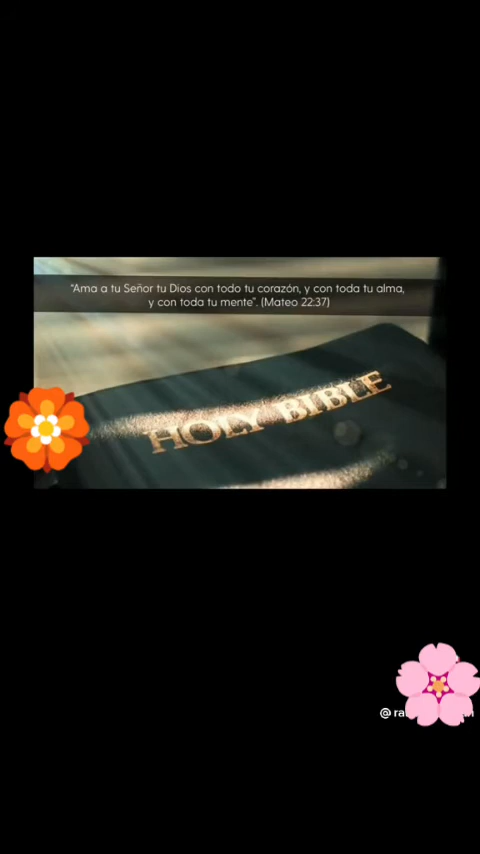 "Ama a tu Señor tu Dios con todo tu corazón, y con toda tu alma,
y con toda tu mente". (Mateo 22:37)
HOLY BIBLE